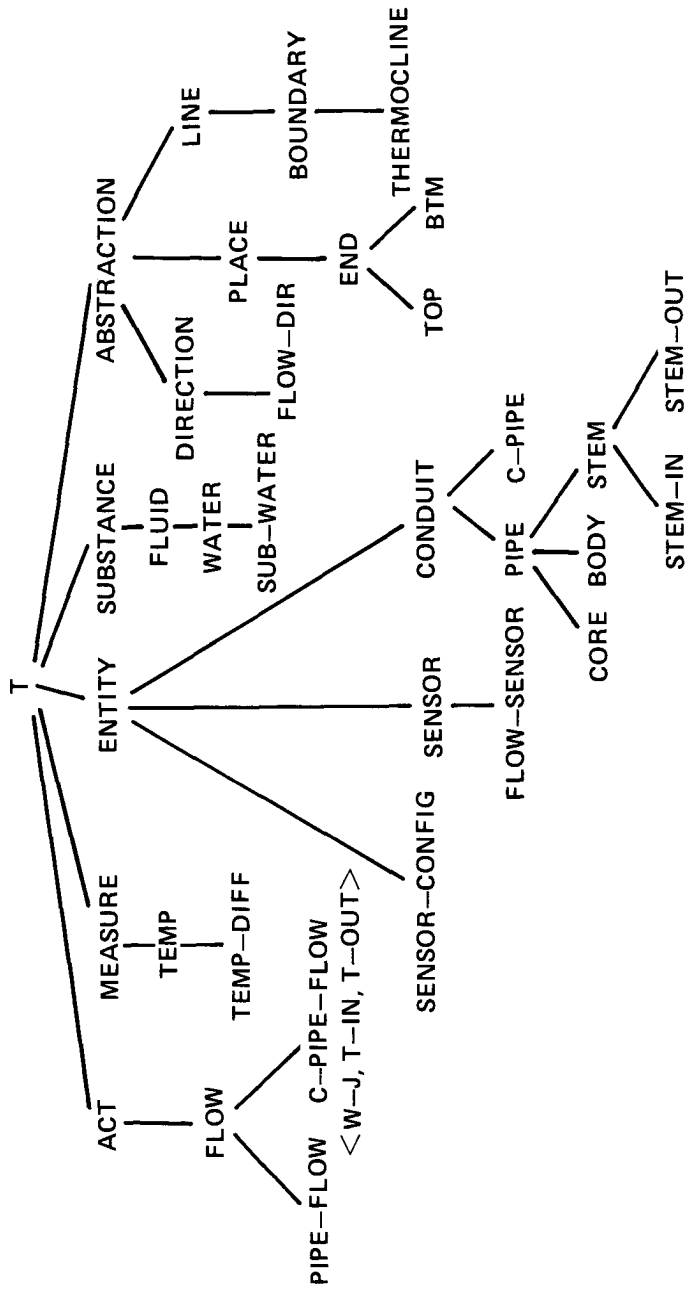 T
ACT
MEASURE
ENTITY
SUBSTANCE
ABSTRACTION
FLOW
TEMP
FLUID
DIRECTION
PLACE
LINE
TEMP–DIFF
WATER
SUB–WATER
FLOW–DIR
END
BOUNDARY
PIPE–FLOW
C–PIPE–FLOW
<W–J, T–IN, T–OUT>
TOP
BTM
THERMOCLINE
SENSOR–CONFIG
SENSOR
CONDUIT
FLOW–SENSOR
PIPE
C–PIPE
CORE
BODY
STEM
STEM–IN
STEM–OUT